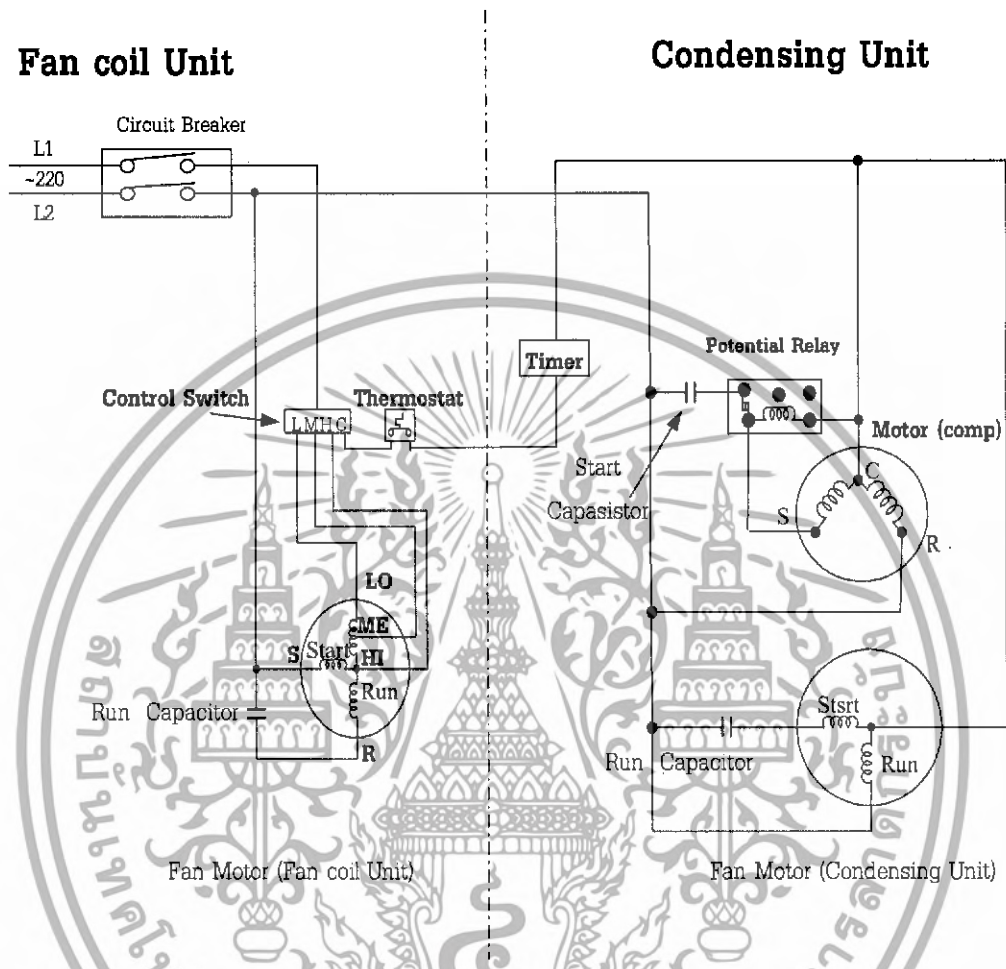 Fan coil Unit
Condensing Unit
Circuit Breaker
L1
~220
L2
Timer
Potential Relay
Control Switch
Thermostat
L M H C
Motor (comp)
Start
Capasistor
C
S
R
LO
ME
S
Start
HI
Run
Run Capacitor
R
Stsrt
Run Capacitor
Run
Fan Motor (Fan coil Unit)
Fan Motor (Condensing Unit)